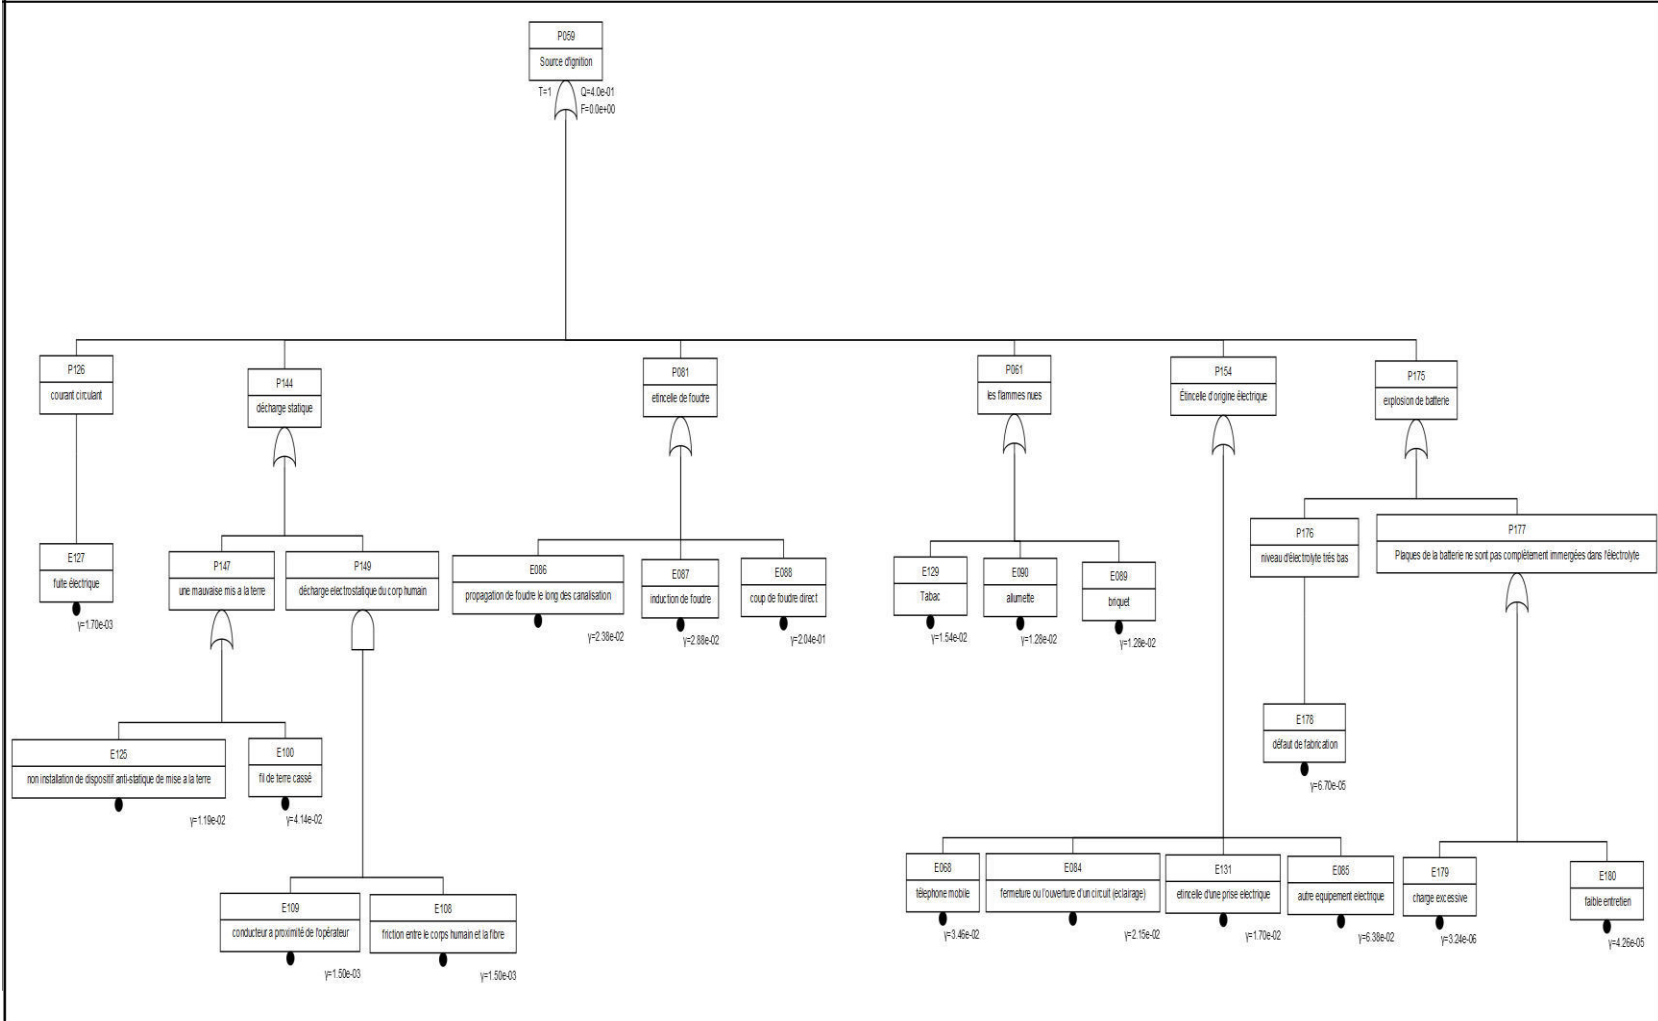 P059
Source d'ignition
T=1
Q=4.0e-01
F=0.0e+00
P126
courant circulant
P144
décharge statique
P081
etincelle de foudre
P061
les flammes nues
P154
Étincelle d'origine électrique
P175
explosion de batterie
E127
fuite électrique
γ=1.70e-03
P147
une mauvaise mis a la terre
P149
décharge electrostatique du corp humain
E086
propagation de foudre le long des canalisation
γ=2.38e-02
E087
induction de foudre
γ=2.88e-02
E088
coup de foudre direct
γ=2.04e-01
E129
Tabac
γ=1.54e-02
E090
allumette
γ=1.28e-02
E089
briquet
γ=1.28e-02
P176
niveau d'électrolyte trés bas
P177
Plaques de la batterie ne sont pas complètement immergées dans l'électrolyte
E125
non installation de dispositif anti-statique de mise a la terre
γ=1.19e-02
E100
fil de terre cassé
γ=4.14e-02
E178
défaut de fabrication
γ=6.70e-05
E109
conducteur a proximité de l'opérateur
γ=1.50e-03
E108
friction entre le corps humain et la fibre
γ=1.50e-03
E068
télephone mobile
γ=3.46e-02
E084
fermeture ou l'ouverture d'un circuit (eclairage)
γ=2.15e-02
E131
etincelle d'une prise electrique
γ=1.70e-02
E085
autre equipement electrique
γ=6.38e-02
E179
charge excessive
γ=3.24e-06
E180
faible entretien
γ=4.26e-05